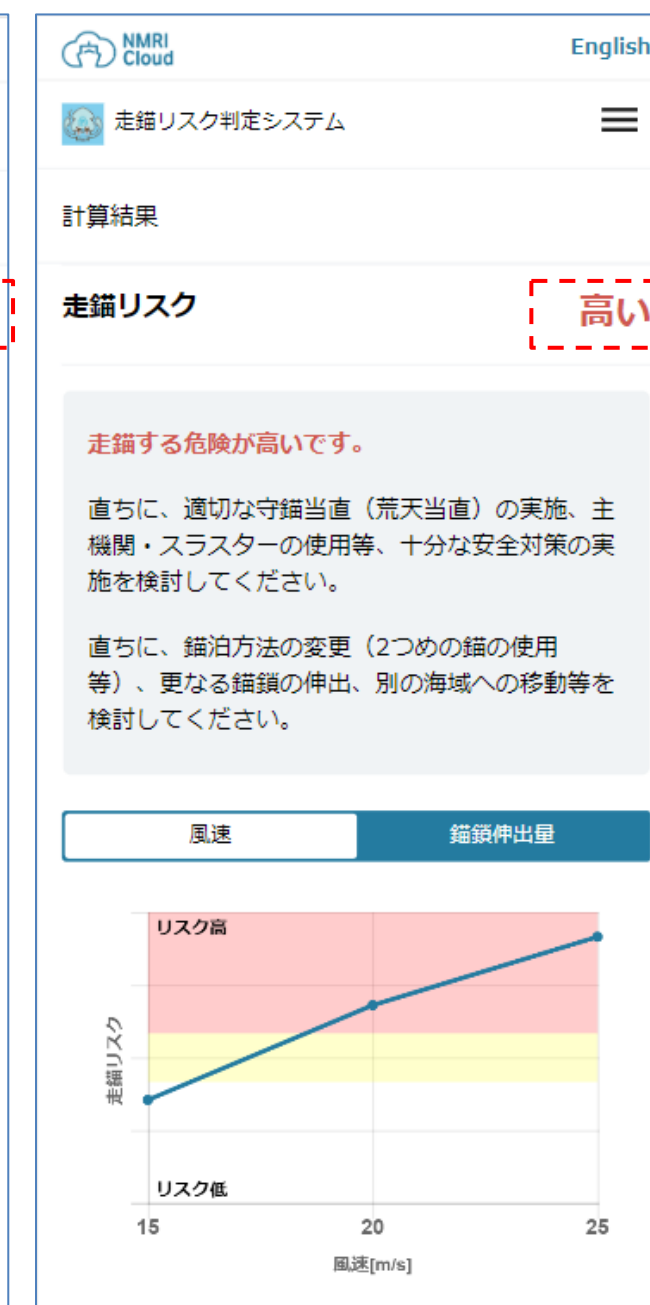 NMRI
Cloud
English
走錨リスク判定システム
計算結果
走錨リスク
高い
走錨する危険が高いです。
直ちに、適切な守錨当直（荒天当直）の実施、主
機関・スラスターの使用等、十分な安全対策の実
施を検討してください。
直ちに、錨泊方法の変更（2つめの錨の使用
等）、更なる錨鎖の伸出、別の海域への移動等を
検討してください。
風速
錨鎖伸出量
リスク高
走錨リスク
リスク低
15
20
25
風速[m/s]